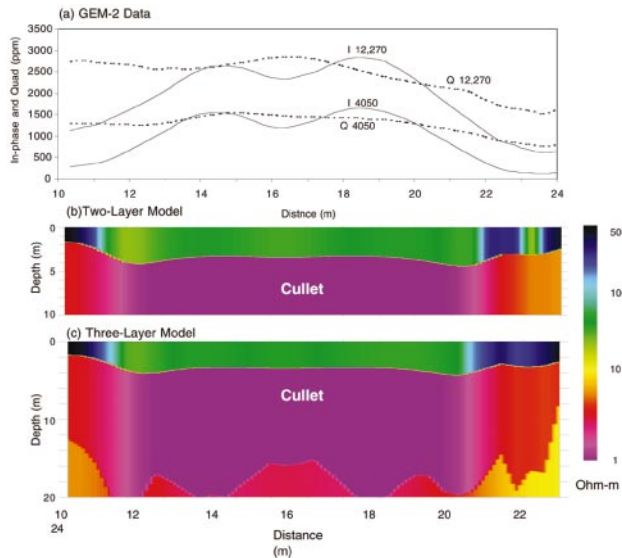 (a) GEM-2 Data
In-phase and Quad (ppm)
3500
3000
2500
2000
1500
1000
500
0
I 12,270
Q 12,270
I 4050
Q 4050
10 12 14 16 18 20 22 24
Distnce (m)
(b)Two-Layer Model
Depth (m)
0
5
10
Cullet
(c) Three-Layer Model
Depth (m)
0
10
20
Cullet
10 12 14 16 18 20 22
24
Distance
(m)
50
10
10
1
Ohm-m